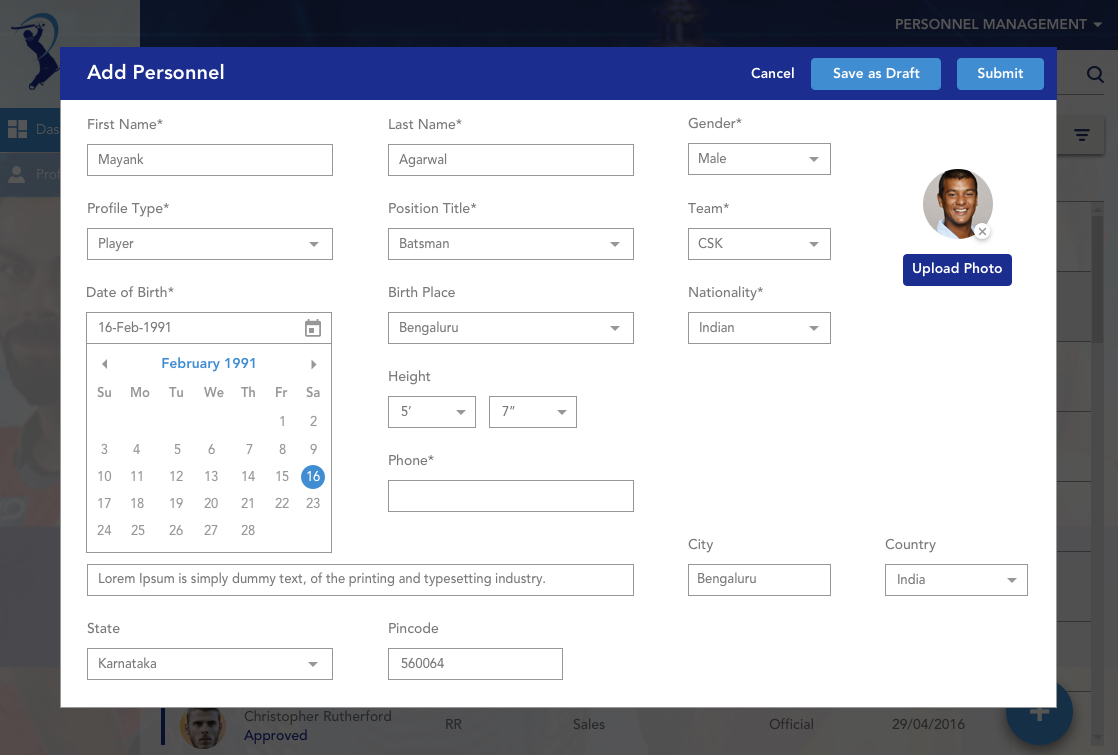 PERSONNEL MANAGEMENT
Add Personnel
Cancel
Save as Draft
Submit
First Name*
Last Name*
Gender*
Mayank
Agarwal
Male
Profile Type*
Position Title*
Team*
Player
Batsman
CSK
Upload Photo
Date of Birth*
Birth Place
Nationality*
16-Feb-1991
Bengaluru
Indian
February 1991
Su Mo Tu We Th Fr Sa
1 2
3 4 5 6 7 8 9
10 11 12 13 14 15 16
17 18 19 20 21 22 23
24 25 26 27 28
Height
5’
7”
Phone*
City
Country
Lorem Ipsum is simply dummy text, of the printing and typesetting industry.
Bengaluru
India
State
Pincode
Karnataka
560064
Christopher Rutherford
Approved
RR
Sales
Official
29/04/2016